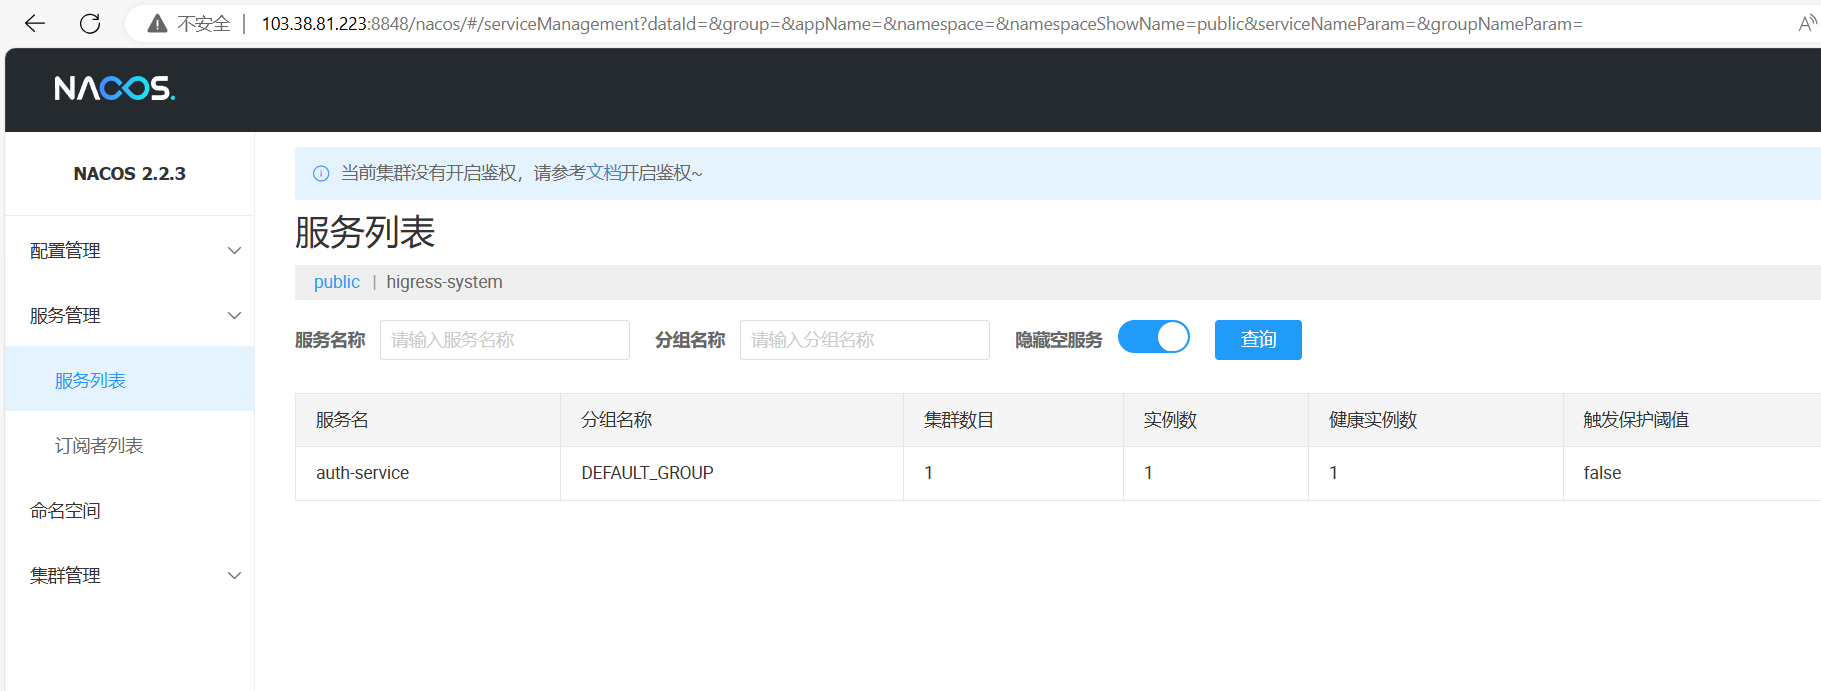 不安全 | 103.38.81.223:8848/nacos/#/serviceManagement?dataId=&group=&appName=&namespace=&namespaceShowName=public&serviceNameParam=&groupNameParam=
NACOS.
NACOS 2.2.3
配置管理
服务管理
服务列表
订阅者列表
命名空间
集群管理
当前集群没有开启鉴权，请参考文档开启鉴权~
服务列表
public | higress-system
服务名称 请输入服务名称 分组名称 请输入分组名称 隐藏空服务 查询
服务名 分组名称 集群数目 实例数 健康实例数 触发保护阈值
auth-service DEFAULT_GROUP 1 1 1 false